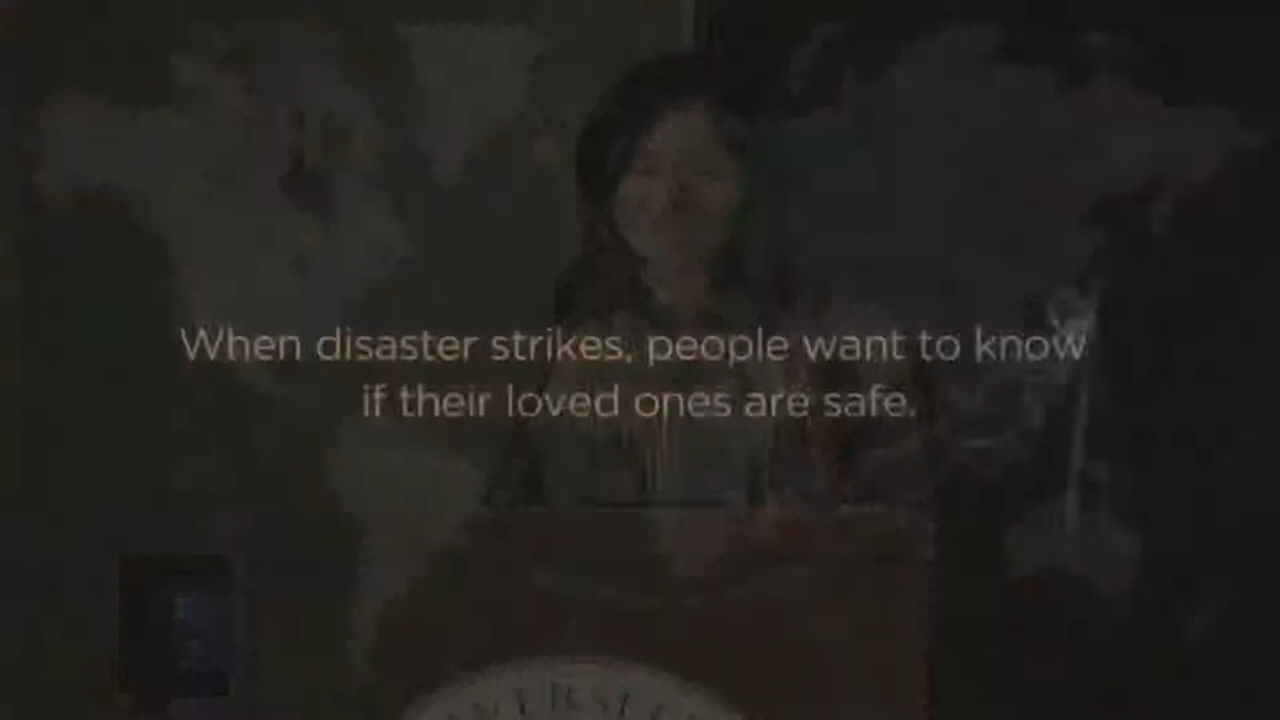 When disaster strikes, people want to know
if their loved ones are safe.